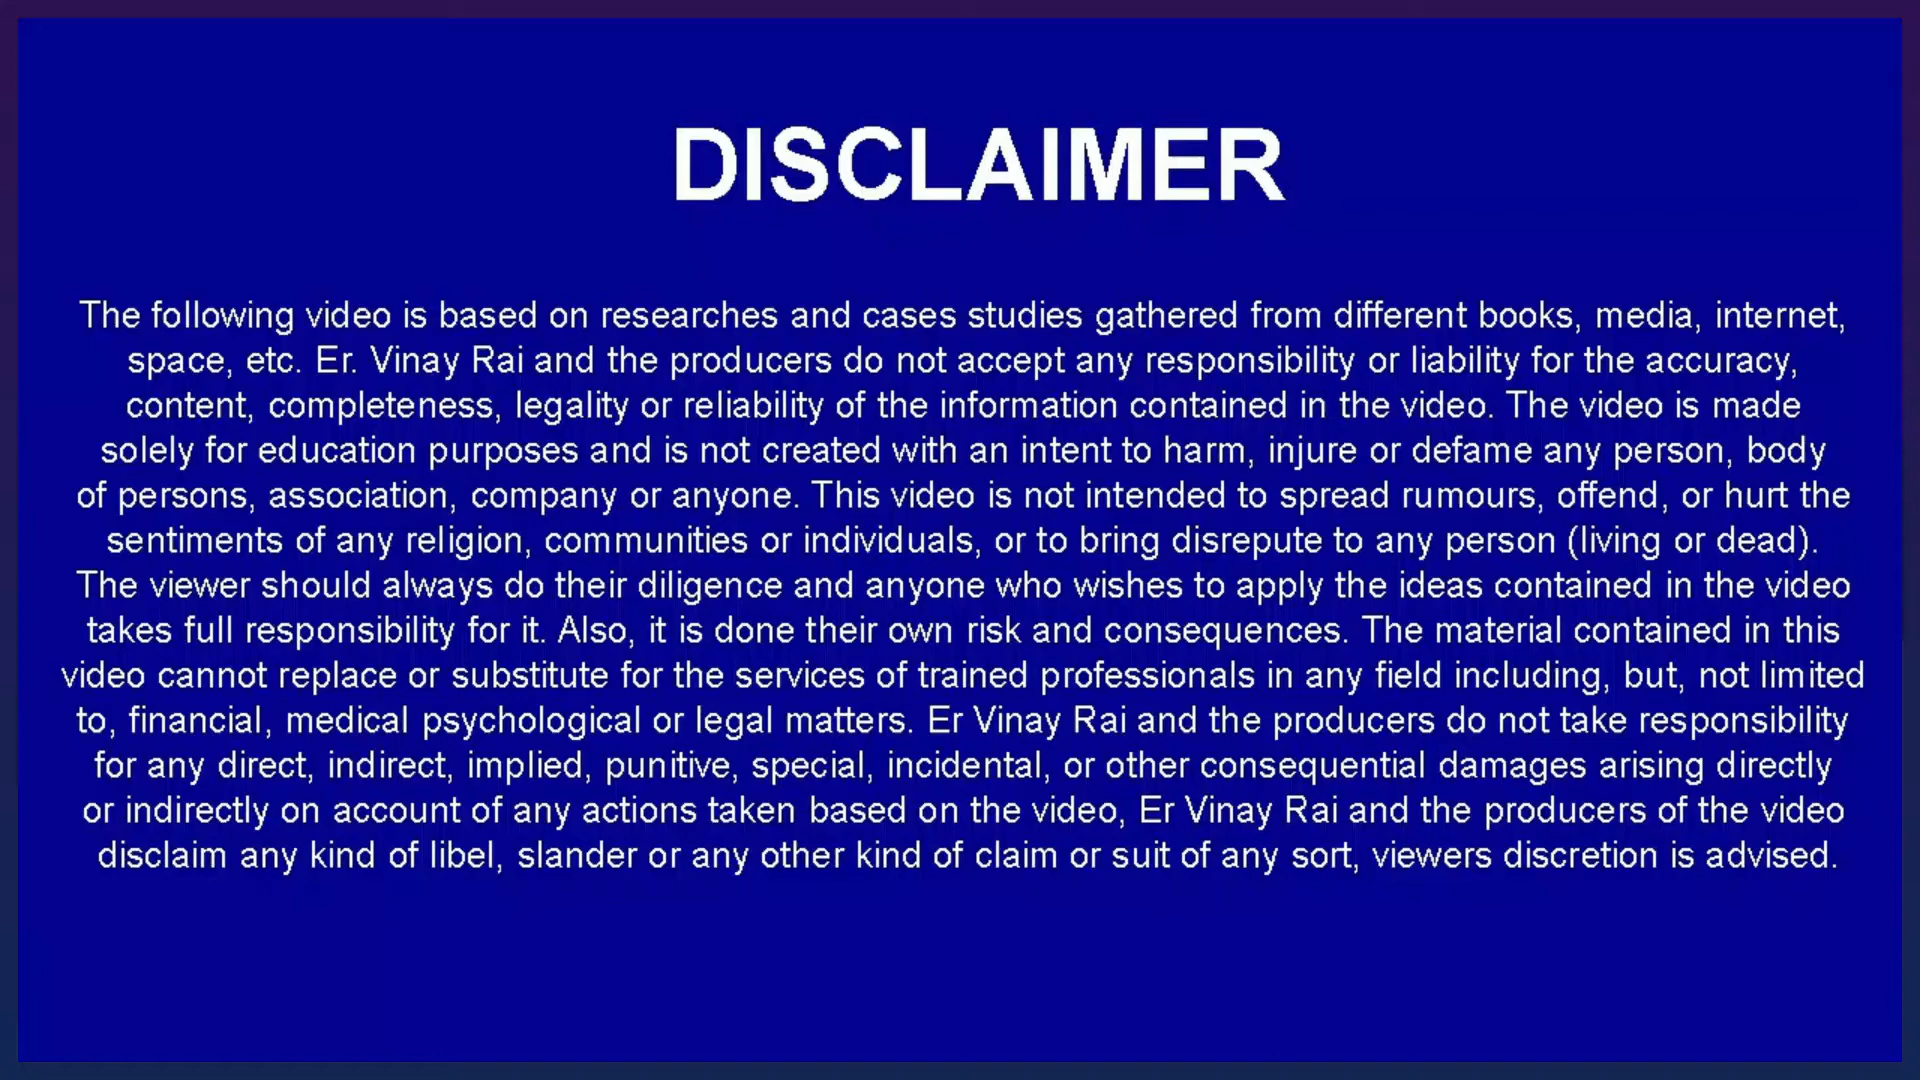 DISCLAIMER
The following video is based on researches and cases studies gathered from different books, media, internet,
space, etc. Er. Vinay Rai and the producers do not accept any responsibility or liability for the accuracy,
content, completeness, legality or reliability of the information contained in the video. The video is made
solely for education purposes and is not created with an intent to harm, injure or defame any person, body
of persons, association, company or anyone. This video is not intended to spread rumours, offend, or hurt the
sentiments of any religion, communities or individuals, or to bring disrepute to any person (living or dead).
The viewer should always do their diligence and anyone who wishes to apply the ideas contained in the video
takes full responsibility for it. Also, it is done their own risk and consequences. The material contained in this
video cannot replace or substitute for the services of trained professionals in any field including, but, not limited
to, financial, medical psychological or legal matters. Er Vinay Rai and the producers do not take responsibility
for any direct, indirect, implied, punitive, special, incidental, or other consequential damages arising directly
or indirectly on account of any actions taken based on the video, Er Vinay Rai and the producers of the video
disclaim any kind of libel, slander or any other kind of claim or suit of any sort, viewers discretion is advised.